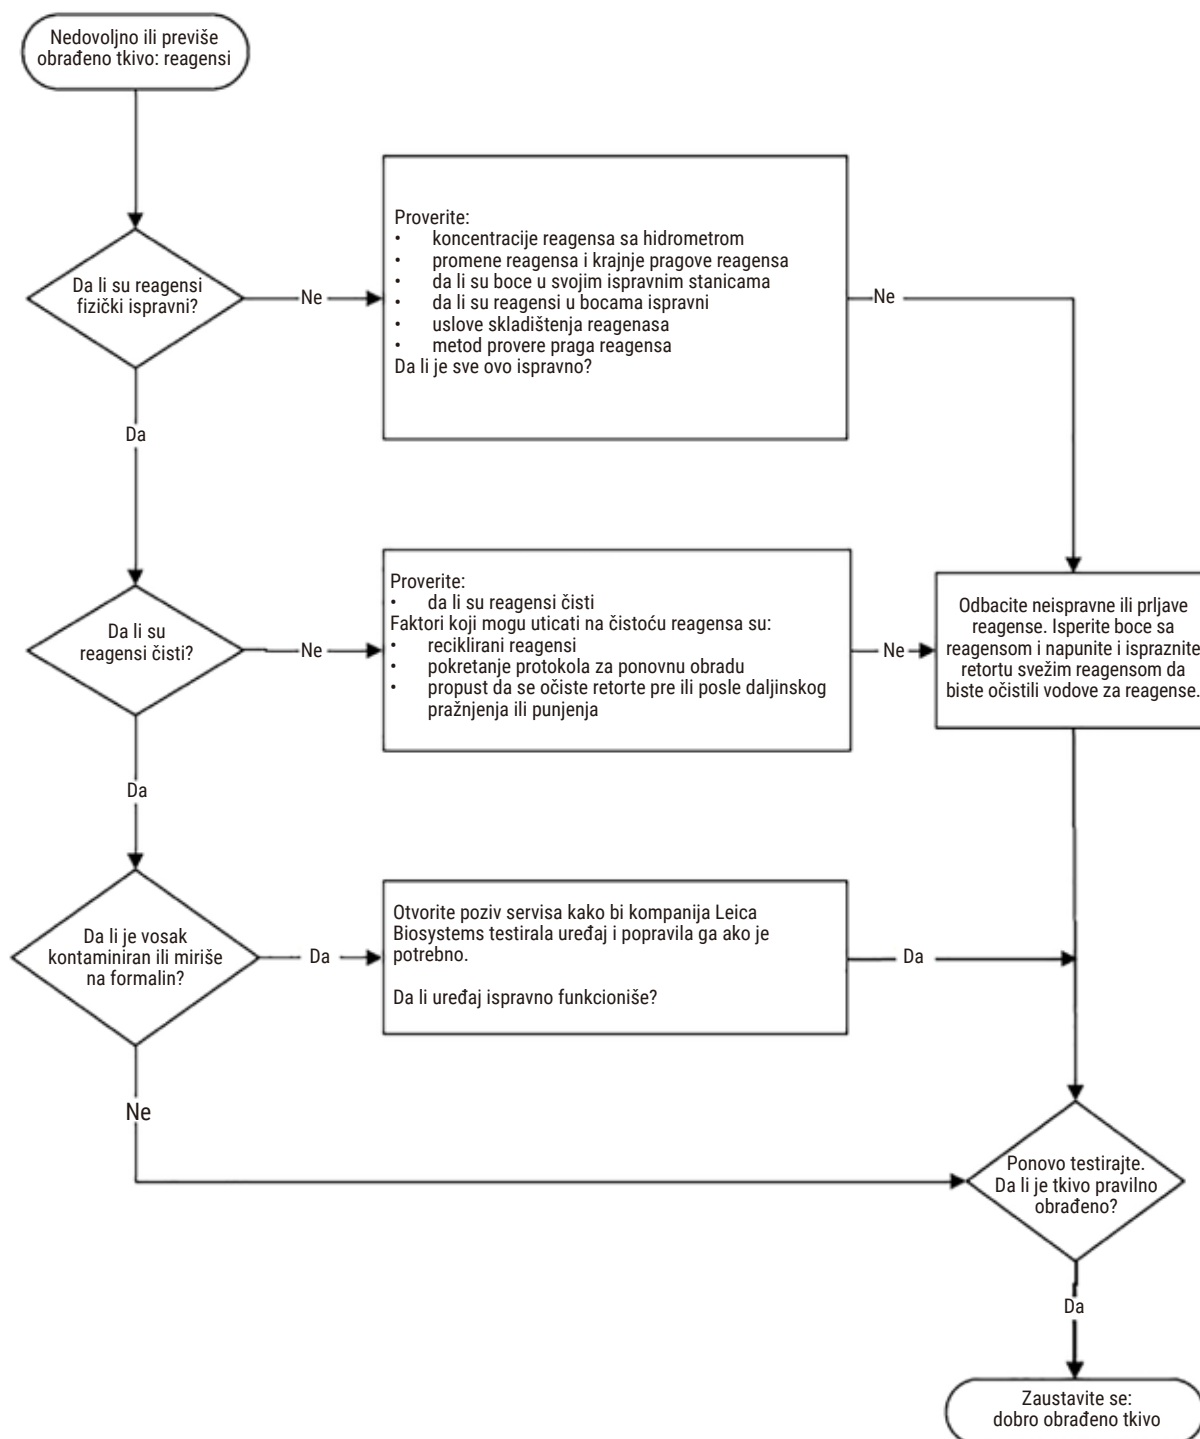 Nedovoljno ili previše
obrađeno tkivo: reagensi
Da li su reagensi
fizički ispravni?
Ne
Proverite:
• koncentracije reagensa sa hidrometrom
• promene reagensa i krajnje pragove reagensa
• da li su boce u svojim ispravnim stanicama
• da li su reagensi u bocama ispravni
• uslove skladištenja reagenasa
• metod provere praga reagensa
Da li je sve ovo ispravno?
Ne
Da
Da li su
reagensi čisti?
Ne
Proverite:
• da li su reagensi čisti
Faktori koji mogu uticati na čistoću reagensa su:
• reciklirani reagensi
• pokretanje protokola za ponovnu obradu
• propust da se očiste retorte pre ili posle daljinskog
pražnjenja ili punjenja
Ne
Odbacite neispravne ili prljave
reagense. Isperite boce sa
reagensom i napunite i ispraznite
retortu svežim reagensom da
biste očistili vodove za reagense.
Da
Da li je vosak
kontaminiran ili miriše
na formalin?
Da
Otvorite poziv servisa kako bi kompanija Leica
Biosystems testirala uređaj i popravila ga ako je
potrebno.
Da li uređaj ispravno funkcioniše?
Da
Ne
Ponovo testirajte.
Da li je tkivo pravilno
obrađeno?
Da
Zaustavite se:
dobro obrađeno tkivo